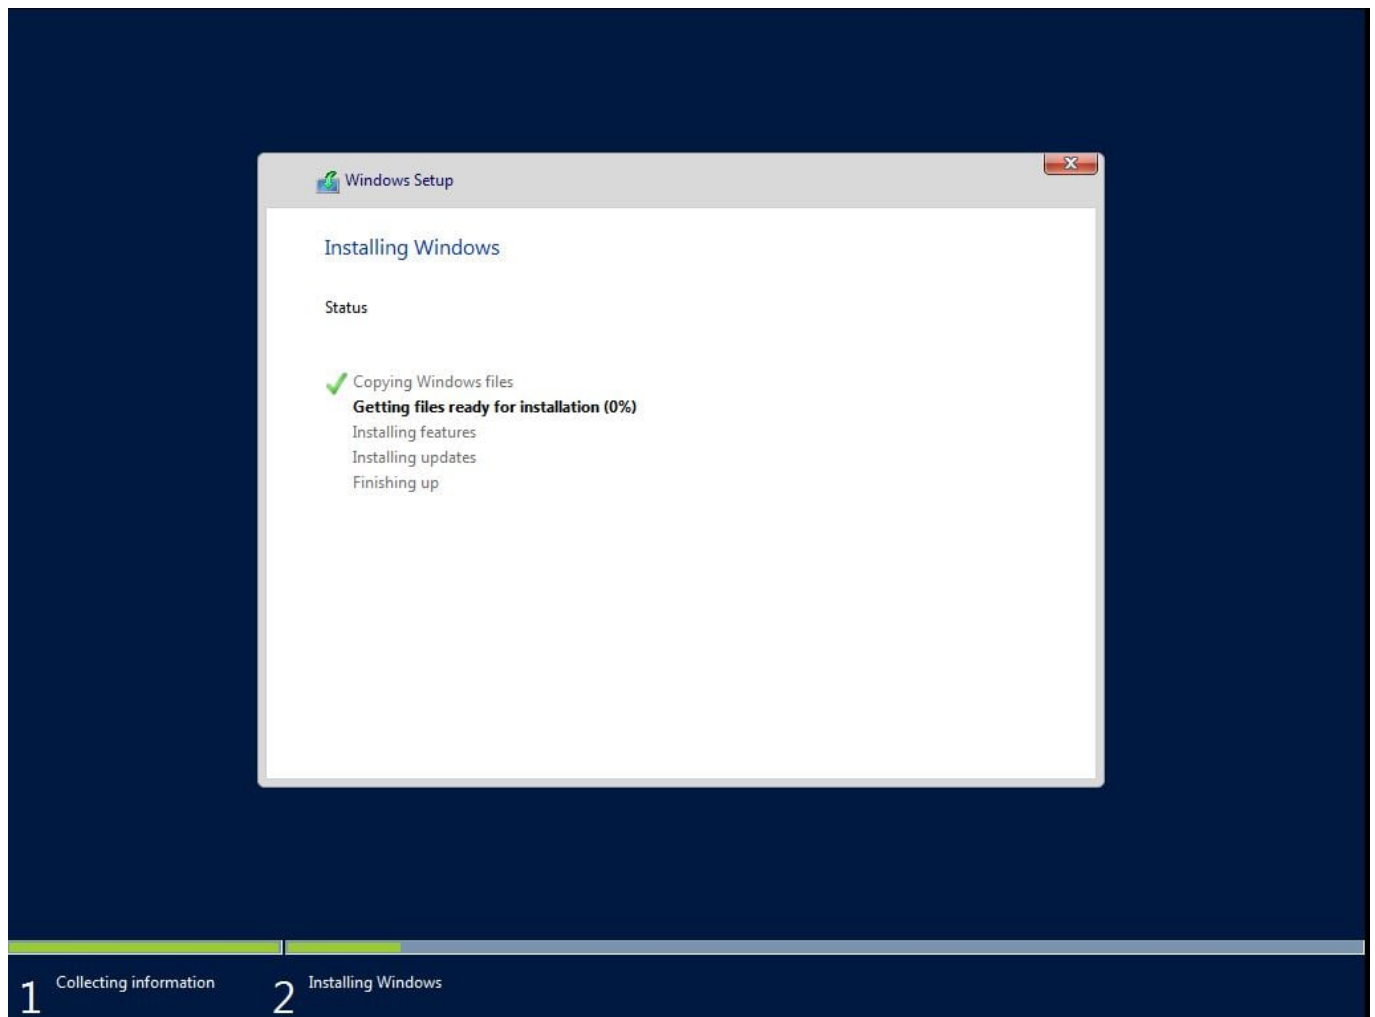 Windows Setup
Installing Windows
Status
Copying Windows files
Getting files ready for installation (0%)
Installing features
Installing updates
Finishing up
1 Collecting information
2 Installing Windows